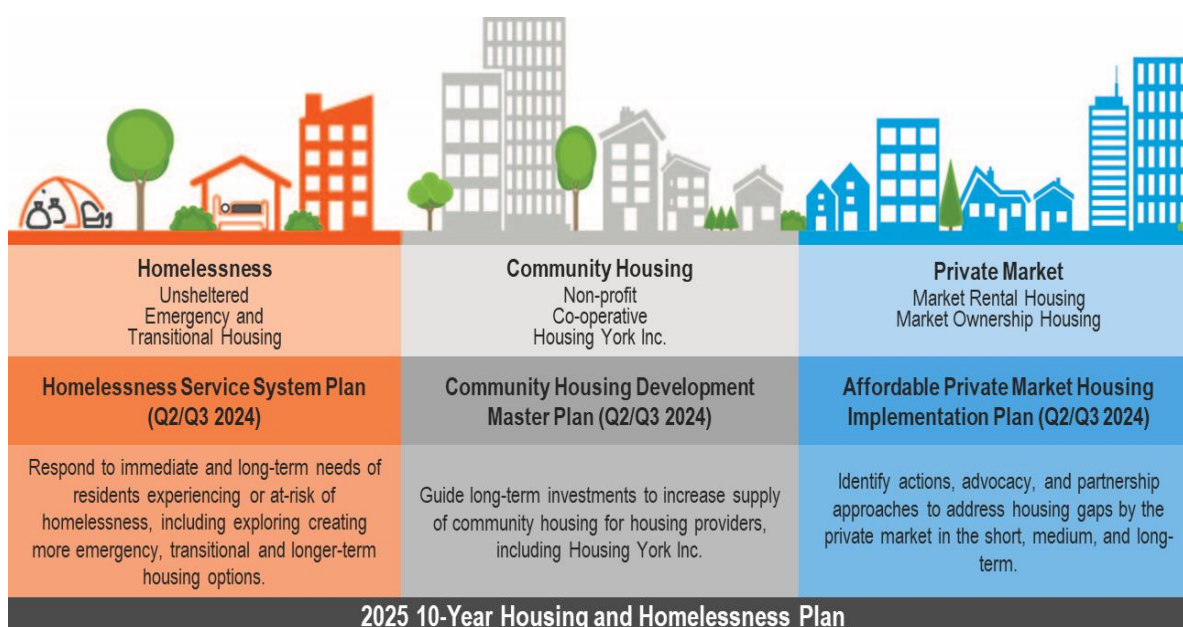 Homelessness
Unsheltered
Emergency and
Transitional Housing
Community Housing
Non-profit
Co-operative
Housing York Inc.
Private Market
Market Rental Housing
Market Ownership Housing
Homelessness Service System Plan
(Q2/Q3 2024)
Community Housing Development
Master Plan (Q2/Q3 2024)
Affordable Private Market Housing
Implementation Plan (Q2/Q3 2024)
Respond to immediate and long-term needs of
residents experiencing or at-risk of
homelessness, including exploring creating
more emergency, transitional and longer-term
housing options.
Guide long-term investments to increase supply
of community housing for housing providers,
including Housing York Inc.
Identify actions, advocacy, and partnership
approaches to address housing gaps by the
private market in the short, medium, and long-
term.
2025 10-Year Housing and Homelessness Plan